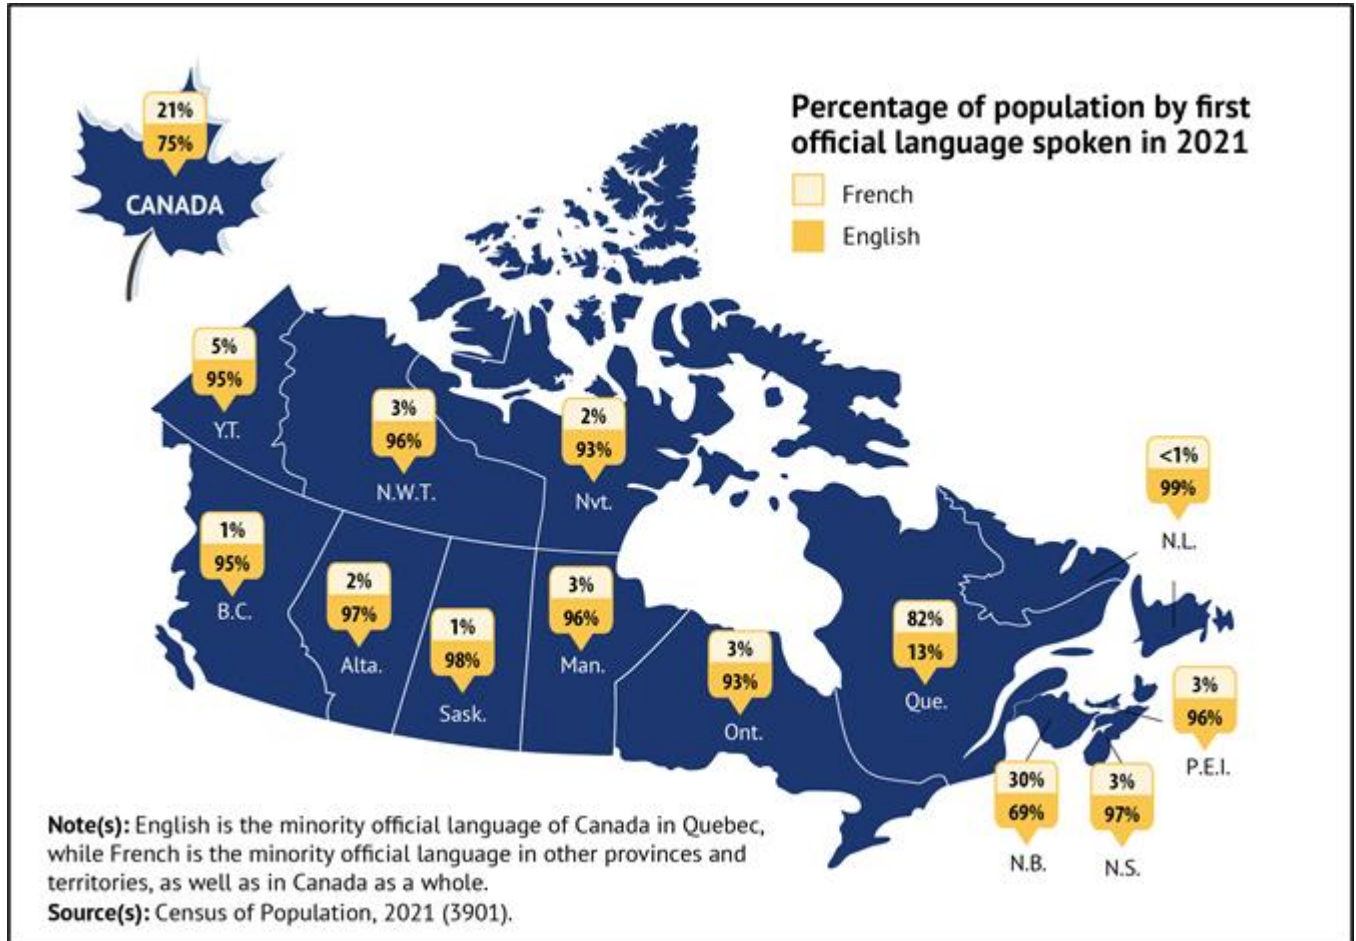 21%
75%
CANADA
Percentage of population by first
official language spoken in 2021
French
English
5%
95%
Y.T.
3%
96%
N.W.T.
2%
93%
Nvt.
<1%
99%
N.L.
1%
95%
B.C.
2%
97%
Alta.
1%
98%
Sask.
3%
96%
Man.
3%
93%
Ont.
82%
13%
Que.
3%
96%
P.E.I.
30%
69%
N.B.
3%
97%
N.S.
Note(s): English is the minority official language of Canada in Quebec,
while French is the minority official language in other provinces and
territories, as well as in Canada as a whole.
Source(s): Census of Population, 2021 (3901).